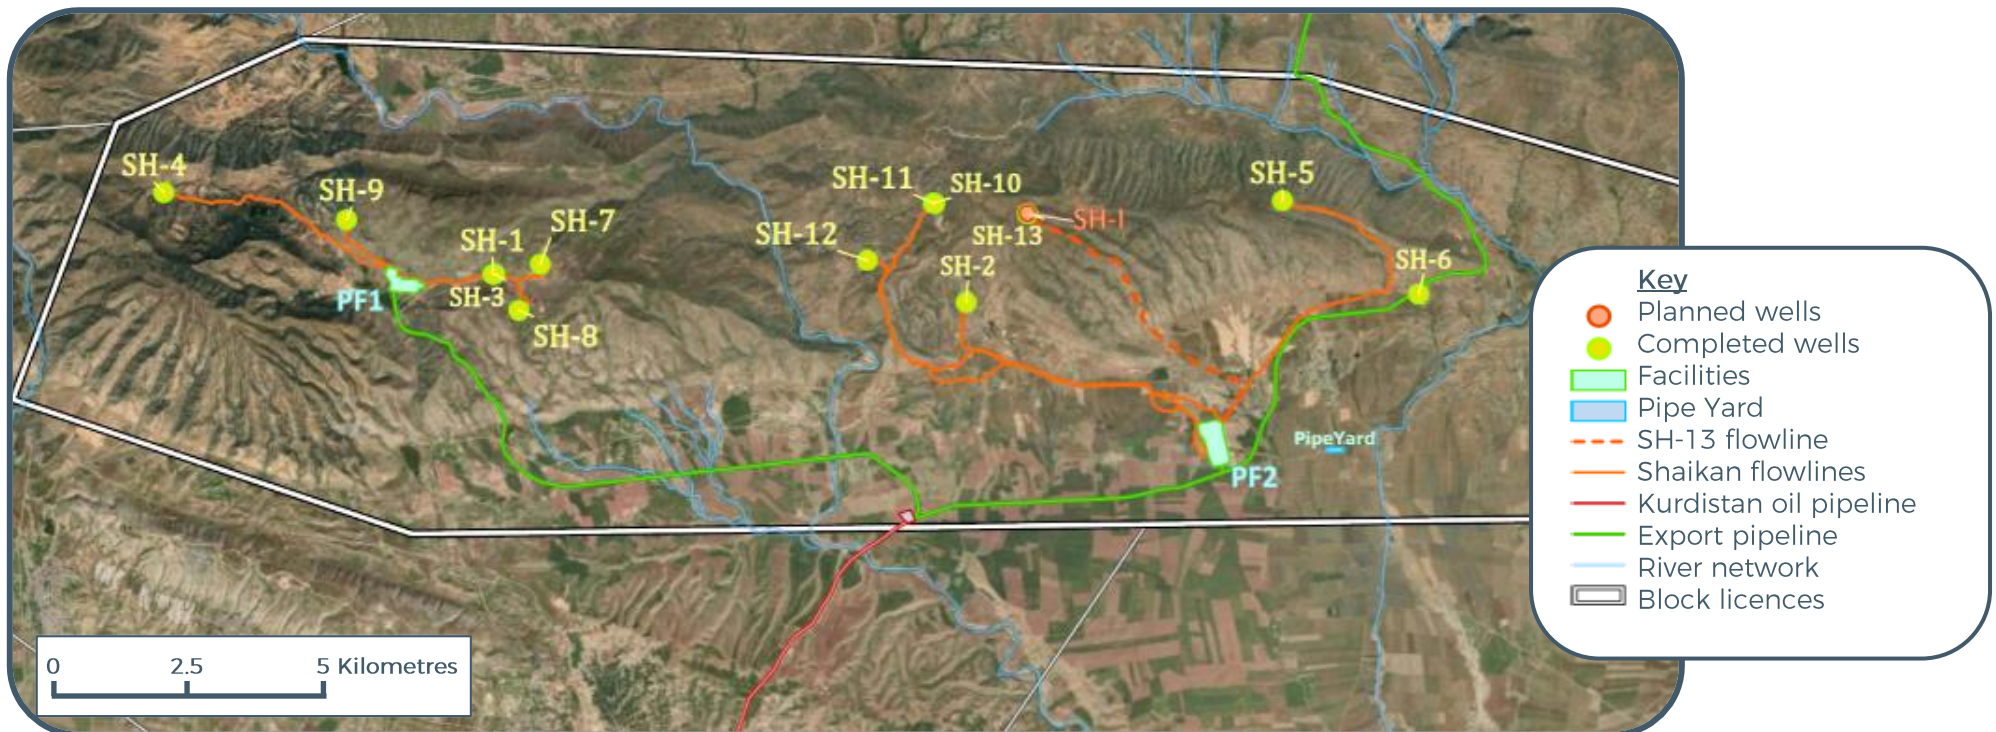 SH-4
SH-9
SH-1
SH-7
SH-3
SH-8
PF1
SH-11
SH-10
SH-12
SH-13
SH-I
SH-2
SH-5
SH-6
PipeYard
PF2
Key
Planned wells
Completed wells
Facilities
Pipe Yard
SH-13 flowline
Shaikan flowlines
Kurdistan oil pipeline
Export pipeline
River network
Block licences
0 2.5 5 Kilometres